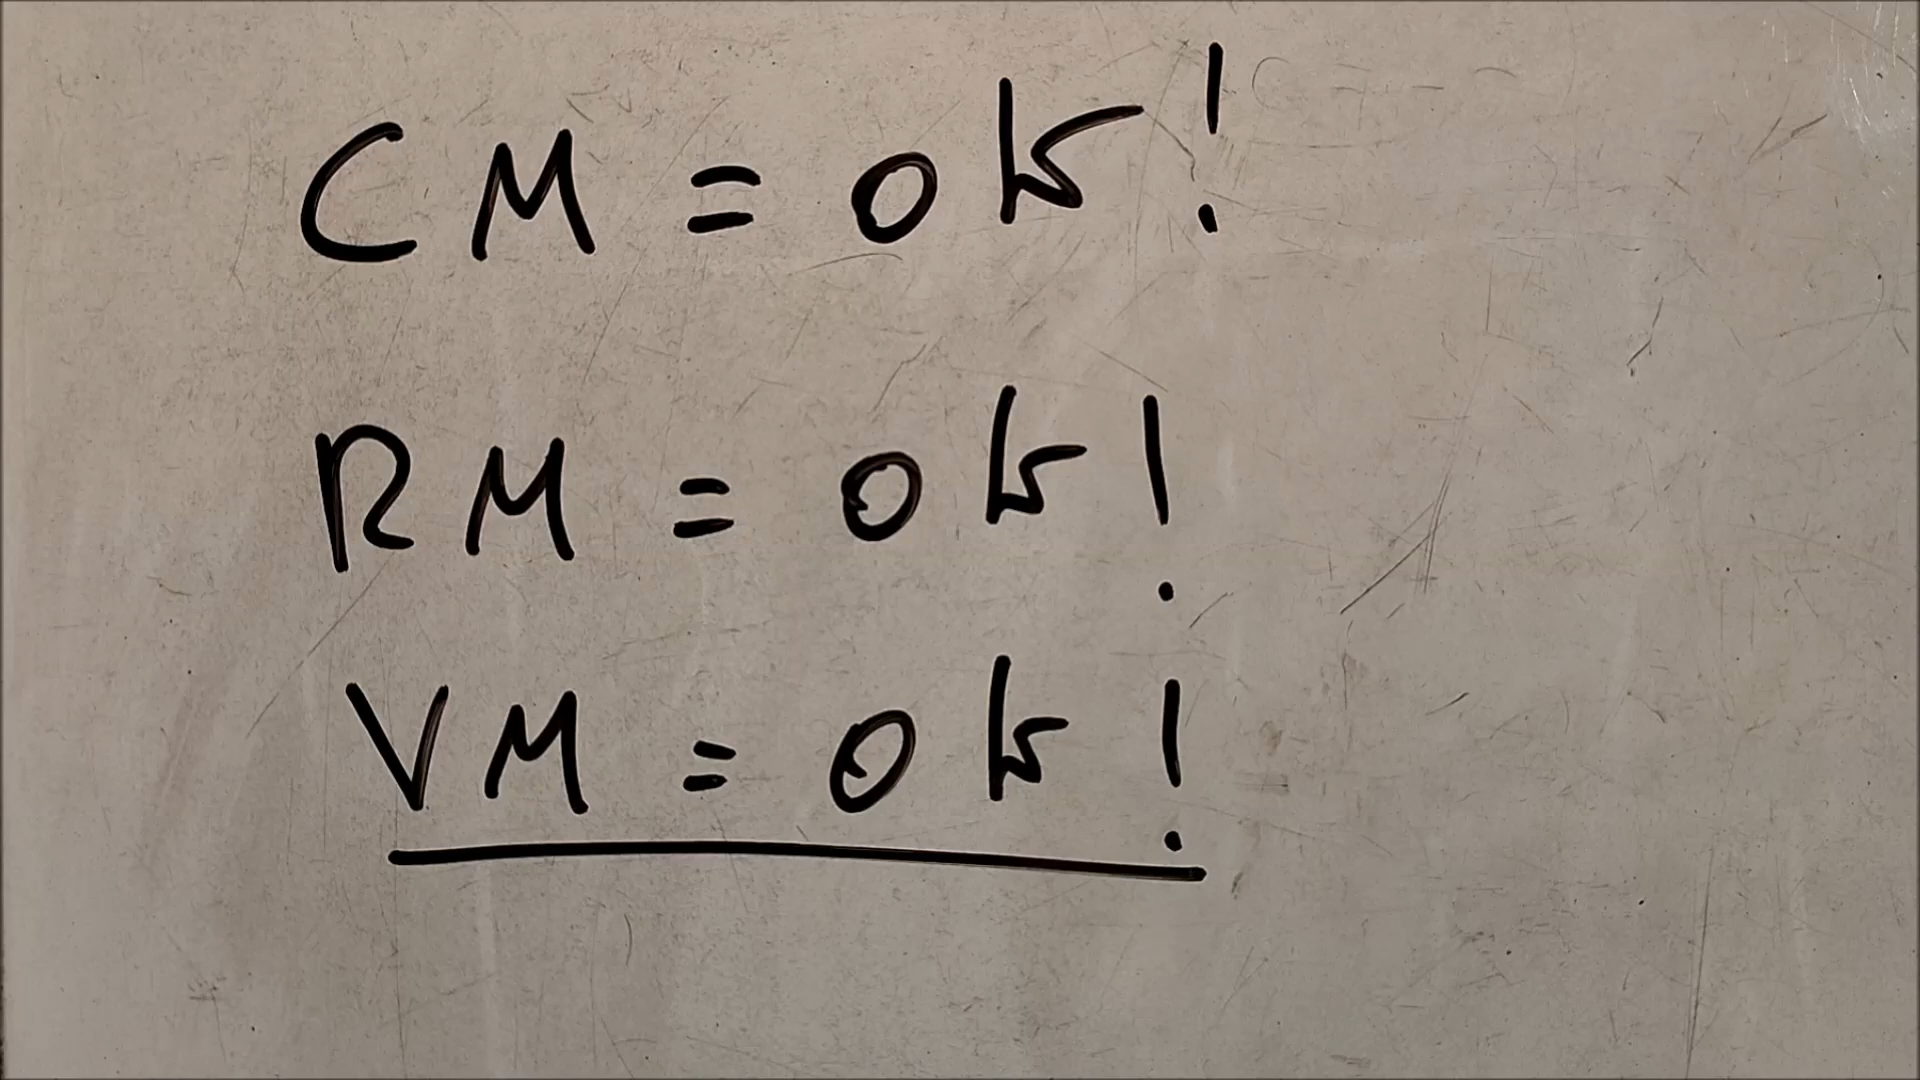 CM = ok!
RM = ok!
VM = ok!